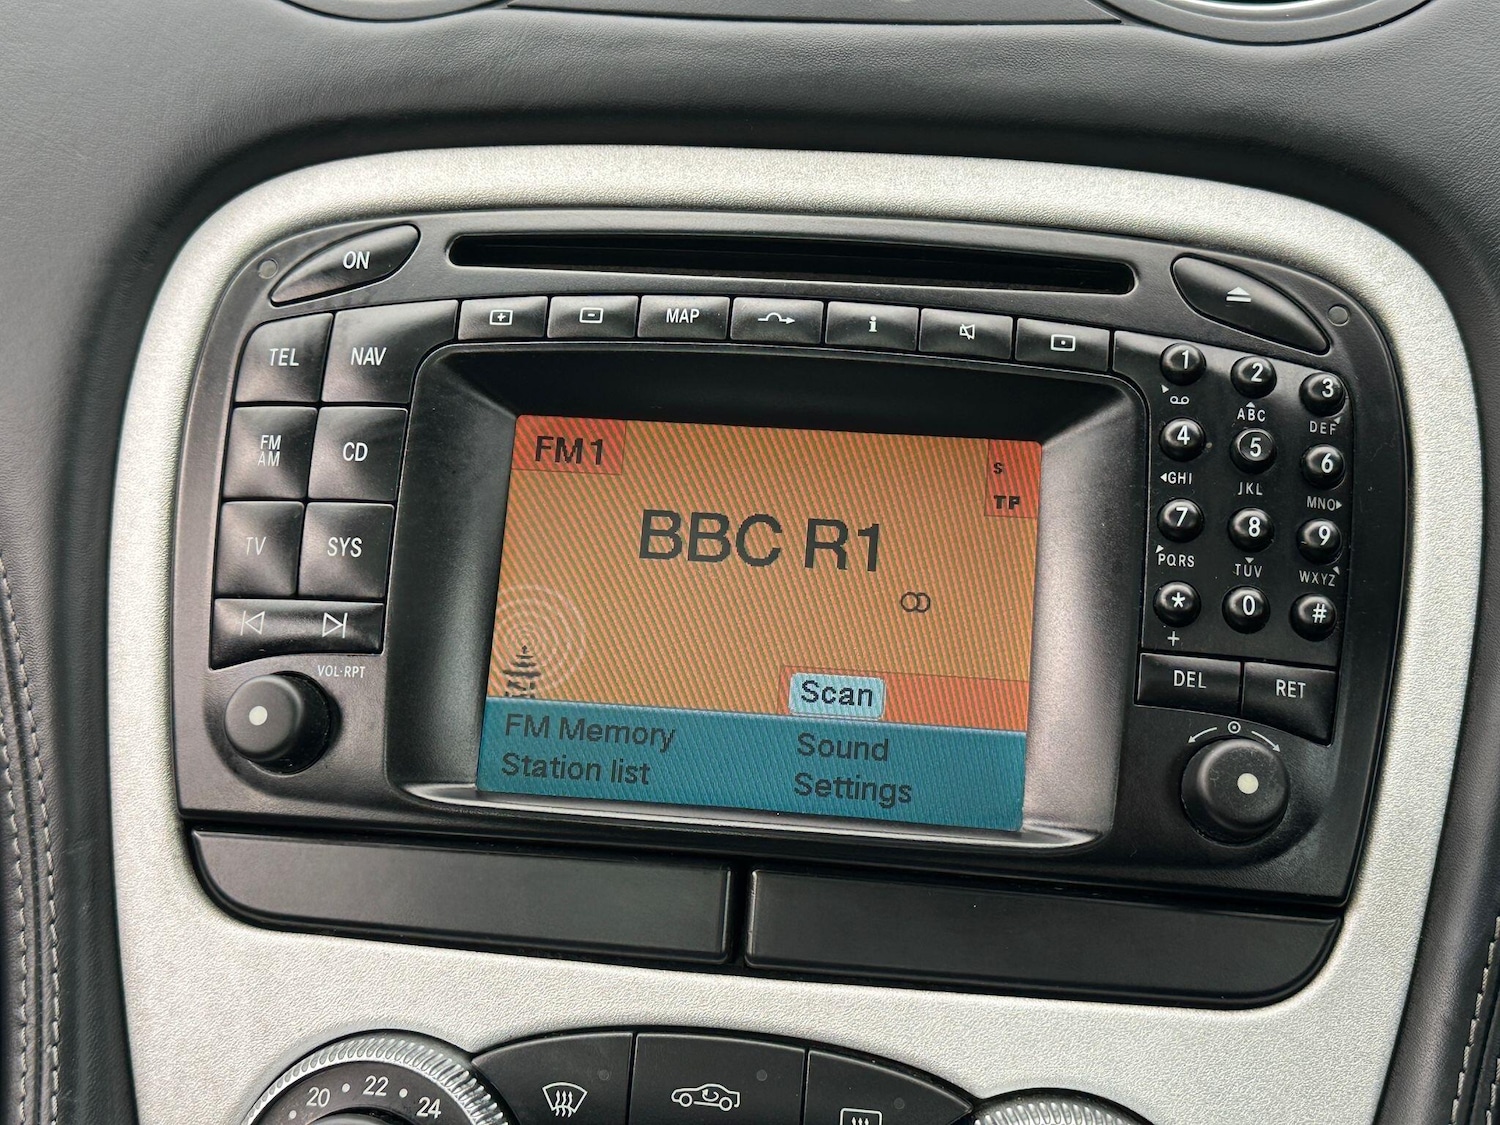 ON
TEL
NAV
MAP
i
FM
AM
CD
TV
SYS
VOL·RPT
FM1
S
TP
BBC R1
Scan
FM Memory
Sound
Station list
Settings
1
2
3
ABC
DEF
4
5
6
GHI
JKL
MNO
7
8
9
PQRS
TUV
WXYZ
*
0
#
+
DEL
RET
20
22
24